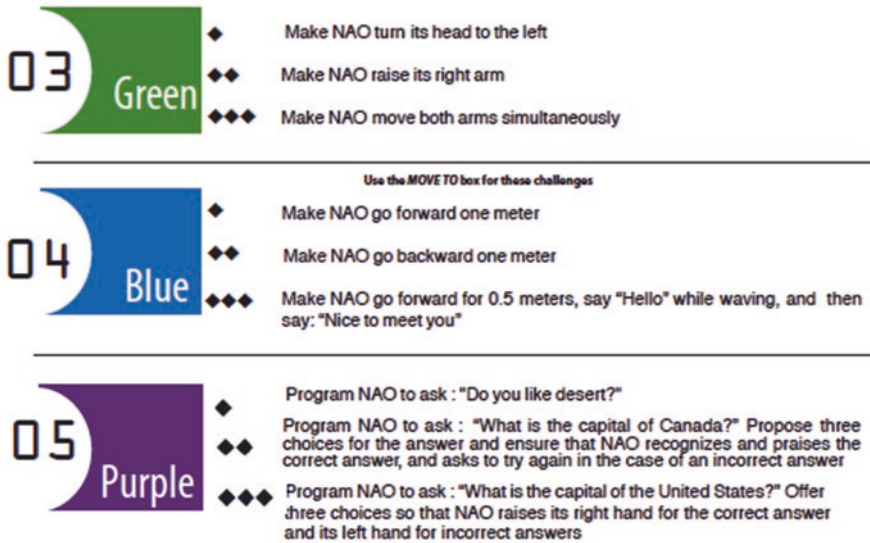 03
Green
Make NAO turn its head to the left
Make NAO raise its right arm
Make NAO move both arms simultaneously
Use the MOVE TO box for these challenges
04
Blue
Make NAO go forward one meter
Make NAO go backward one meter
Make NAO go forward for 0.5 meters, say "Hello" while waving, and then
say: "Nice to meet you"
05
Purple
Program NAO to ask : "Do you like desert?"
Program NAO to ask : "What is the capital of Canada?" Propose three
choices for the answer and ensure that NAO recognizes and praises the
correct answer, and asks to try again in the case of an incorrect answer
Program NAO to ask : "What is the capital of the United States?" Offer
three choices so that NAO raises its right hand for the correct answer
and its left hand for incorrect answers